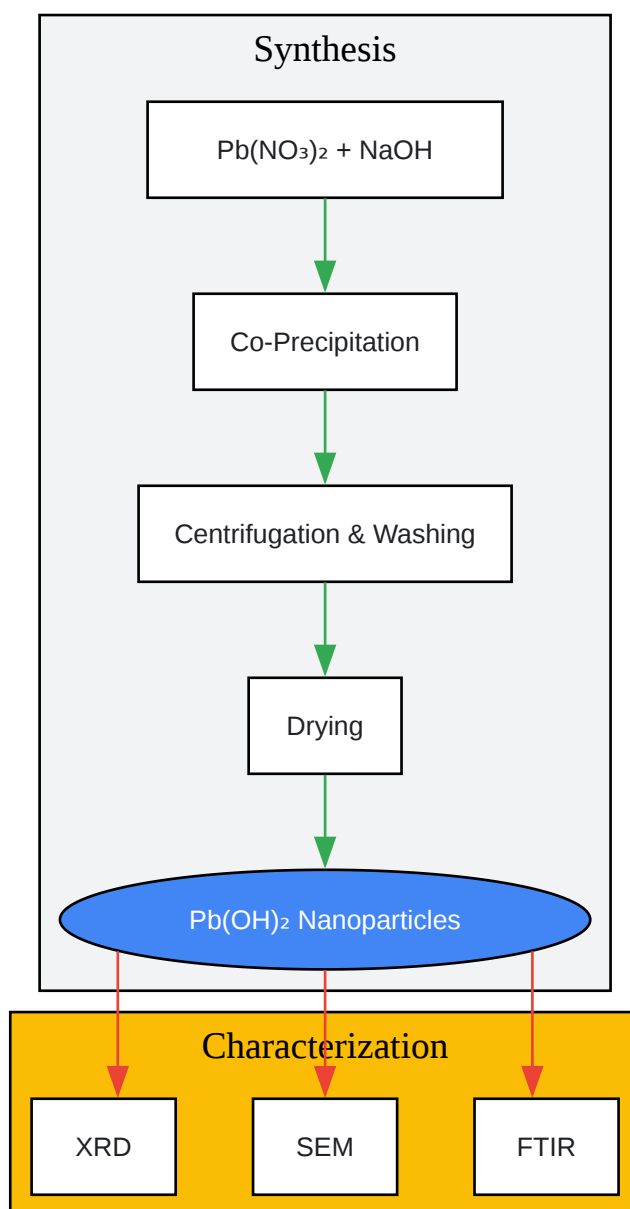 Synthesis
Pb(NO₃)₂ + NaOH
Co-Precipitation
Centrifugation & Washing
Drying
Pb(OH)₂ Nanoparticles
Characterization
XRD
SEM
FTIR